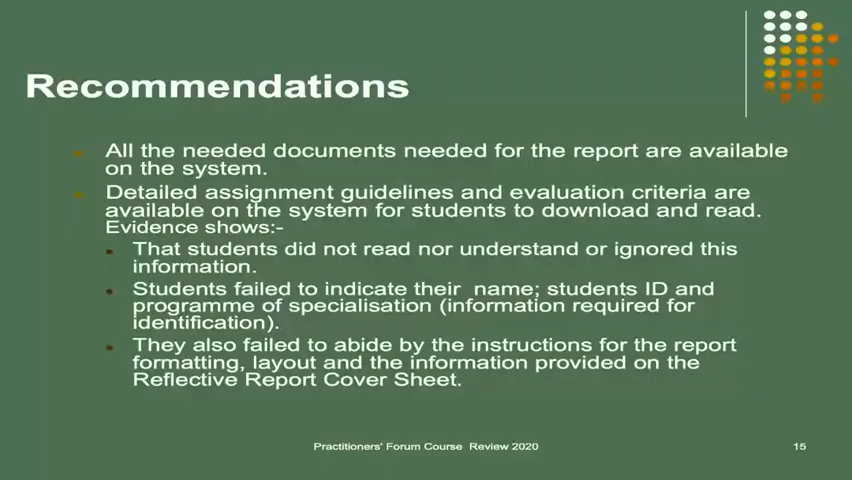 Recommendations
All the needed documents needed for the report are available
on the system.
Detailed assignment guidelines and evaluation criteria are
available on the system for students to download and read.
Evidence shows:-
That students did not read nor understand or ignored this
information.
Students failed to indicate their name; students ID and
programme of specialisation (information required for
identification).
They also failed to abide by the instructions for the report
formatting, layout and the information provided on the
Reflective Report Cover Sheet.
Practitioners' Forum Course Review 2020
15